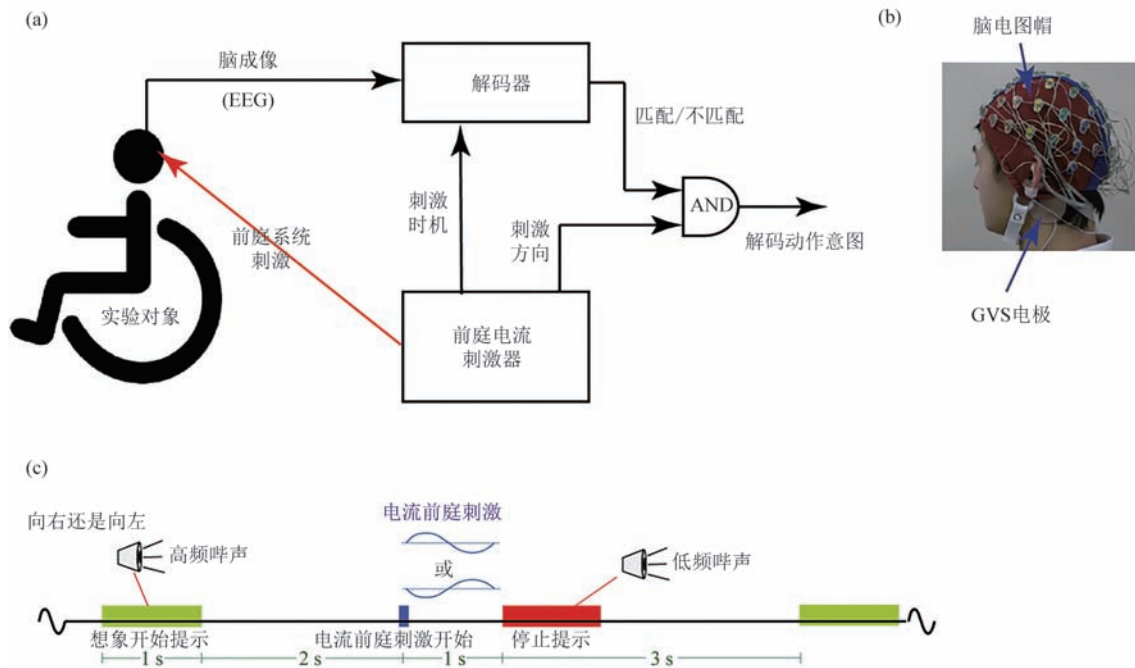 (a)
脑成像
(EEG)
解码器
匹配/不匹配
刺激
时机
刺激
方向
AND
解码动作意图
前庭系统
刺激
实验对象
前庭电流
刺激器
(b)
脑电图帽
GVS电极
(c)
向右还是向左
高频哔声
电流前庭刺激
或
低频哔声
想象开始提示
电流前庭刺激开始
停止提示
1 s
2 s
1 s
3 s